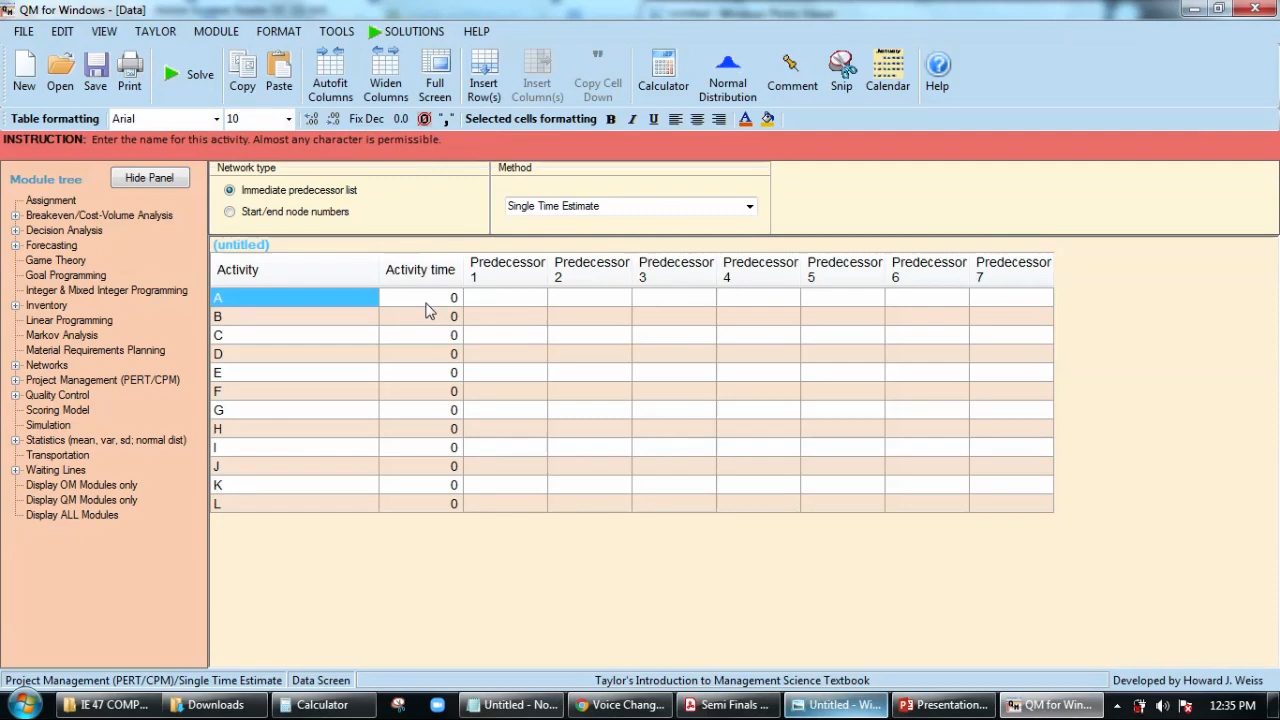 QM for Windows - [Data]
FILE EDIT VIEW TAYLOR MODULE FORMAT TOOLS SOLUTIONS HELP
New Open Save Print Solve Copy Paste Autofit Columns Widen Columns Full Screen Insert Row(s) Insert Column(s) Copy Cell Down Calculator Normal Distribution Comment Snip Calendar Help
Table formatting Arial 10 Fix Dec 0.0 Selected cells formatting B I U A
INSTRUCTION: Enter the name for this activity. Almost any character is permissible.
Module tree Hide Panel
Assignment
Breakeven/Cost-Volume Analysis
Decision Analysis
Forecasting
Game Theory
Goal Programming
Integer & Mixed Integer Programming
Inventory
Linear Programming
Markov Analysis
Material Requirements Planning
Networks
Project Management (PERT/CPM)
Quality Control
Scoring Model
Simulation
Statistics (mean, var, sd; normal dist)
Transportation
Waiting Lines
Display OM Modules only
Display QM Modules only
Display ALL Modules
Network type
Immediate predecessor list
Start/end node numbers
Method
Single Time Estimate
(untitled)
Activity Activity time Predecessor 1 Predecessor 2 Predecessor 3 Predecessor 4 Predecessor 5 Predecessor 6 Predecessor 7
A 0
B 0
C 0
D 0
E 0
F 0
G 0
H 0
I 0
J 0
K 0
L 0
Project Management (PERT/CPM)/Single Time Estimate Data Screen Taylor's Introduction to Management Science Textbook Developed by Howard J. Weiss
IE 47 COMP... Downloads Calculator Untitled - No... Voice Chang... Semi Finals ... Untitled - Wi... Presentation... QM for Win... 12:35 PM